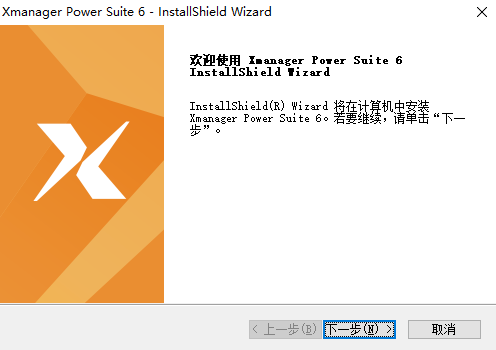 Xmanager Power Suite 6 - InstallShield Wizard
欢迎使用 Xmanager Power Suite 6
InstallShield Wizard
InstallShield(R) Wizard 将在计算机中安装
Xmanager Power Suite 6。若要继续，请单击“下一
步”。
< 上一步(B) 下一步(N) > 取消